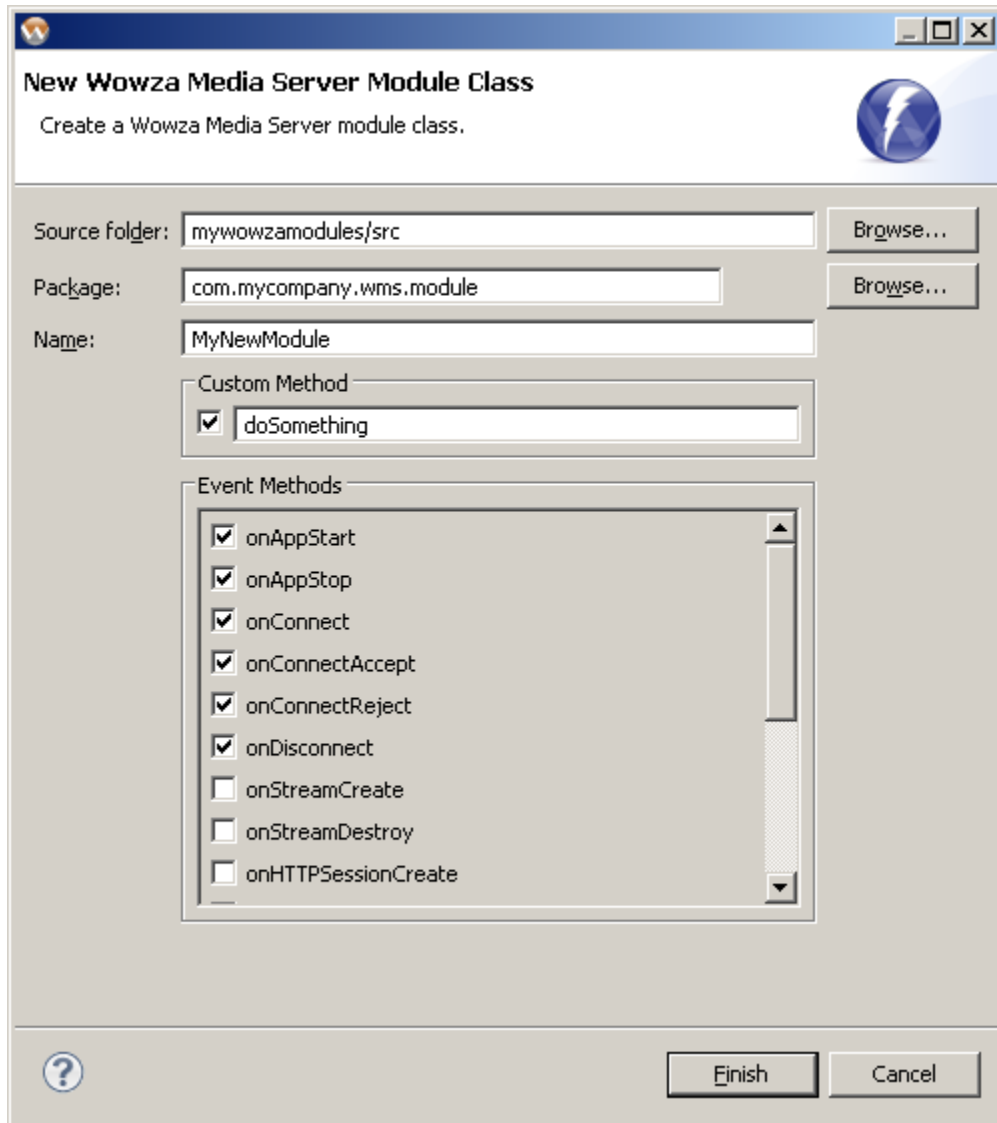 New Wowza Media Server Module Class
Create a Wowza Media Server module class.
Source folder: mywowzamodules/src Browse...
Package: com.mycompany.wms.module Browse...
Name: MyNewModule
Custom Method
doSomething
Event Methods
onAppStart
onAppStop
onConnect
onConnectAccept
onConnectReject
onDisconnect
onStreamCreate
onStreamDestroy
onHTTPSessionCreate
? Finish Cancel